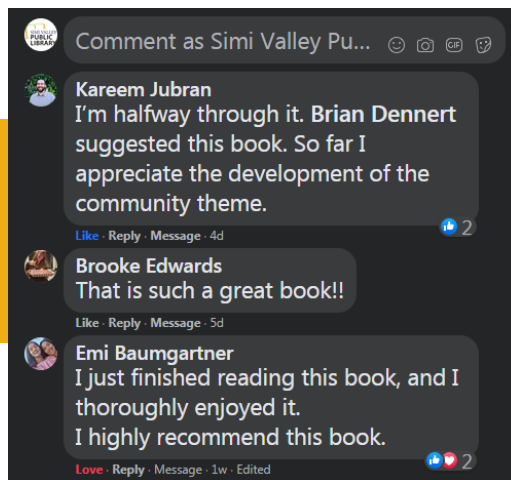 SIMI VALLEY
PUBLIC
LIBRARY
Comment as Simi Valley Pu...
GIF
Kareem Jubran
I'm halfway through it. Brian Dennert
suggested this book. So far I
appreciate the development of the
community theme.
2
Like · Reply · Message · 4d
Brooke Edwards
That is such a great book!!
Like · Reply · Message · 5d
Emi Baumgartner
I just finished reading this book, and I
thoroughly enjoyed it.
I highly recommend this book.
2
Love · Reply · Message · 1w · Edited